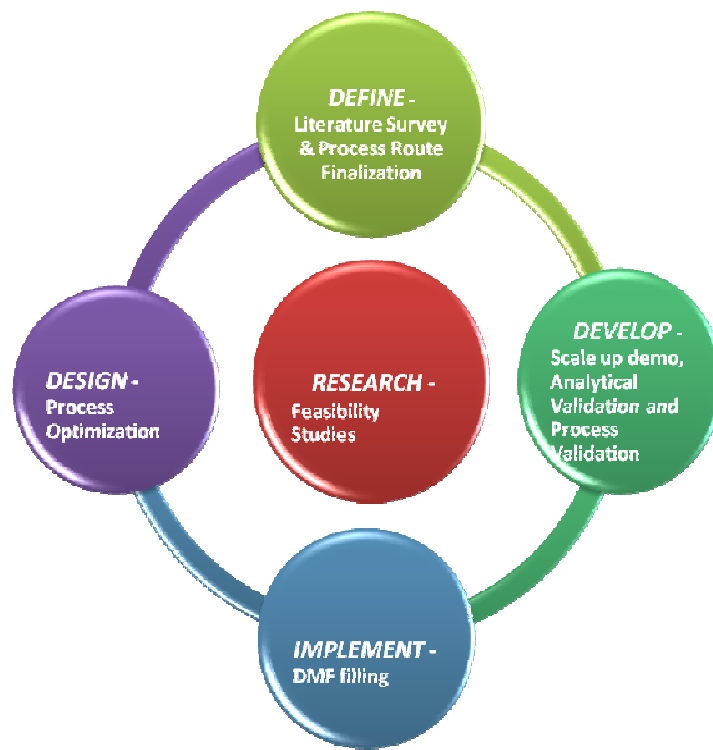 DEFINE -
Literature Survey
& Process Route
Finalization
DEVELOP -
Scale up demo,
Analytical
Validation and
Process
Validation
DESIGN -
Process
Optimization
RESEARCH -
Feasibility
Studies
IMPLEMENT -
DMF filling